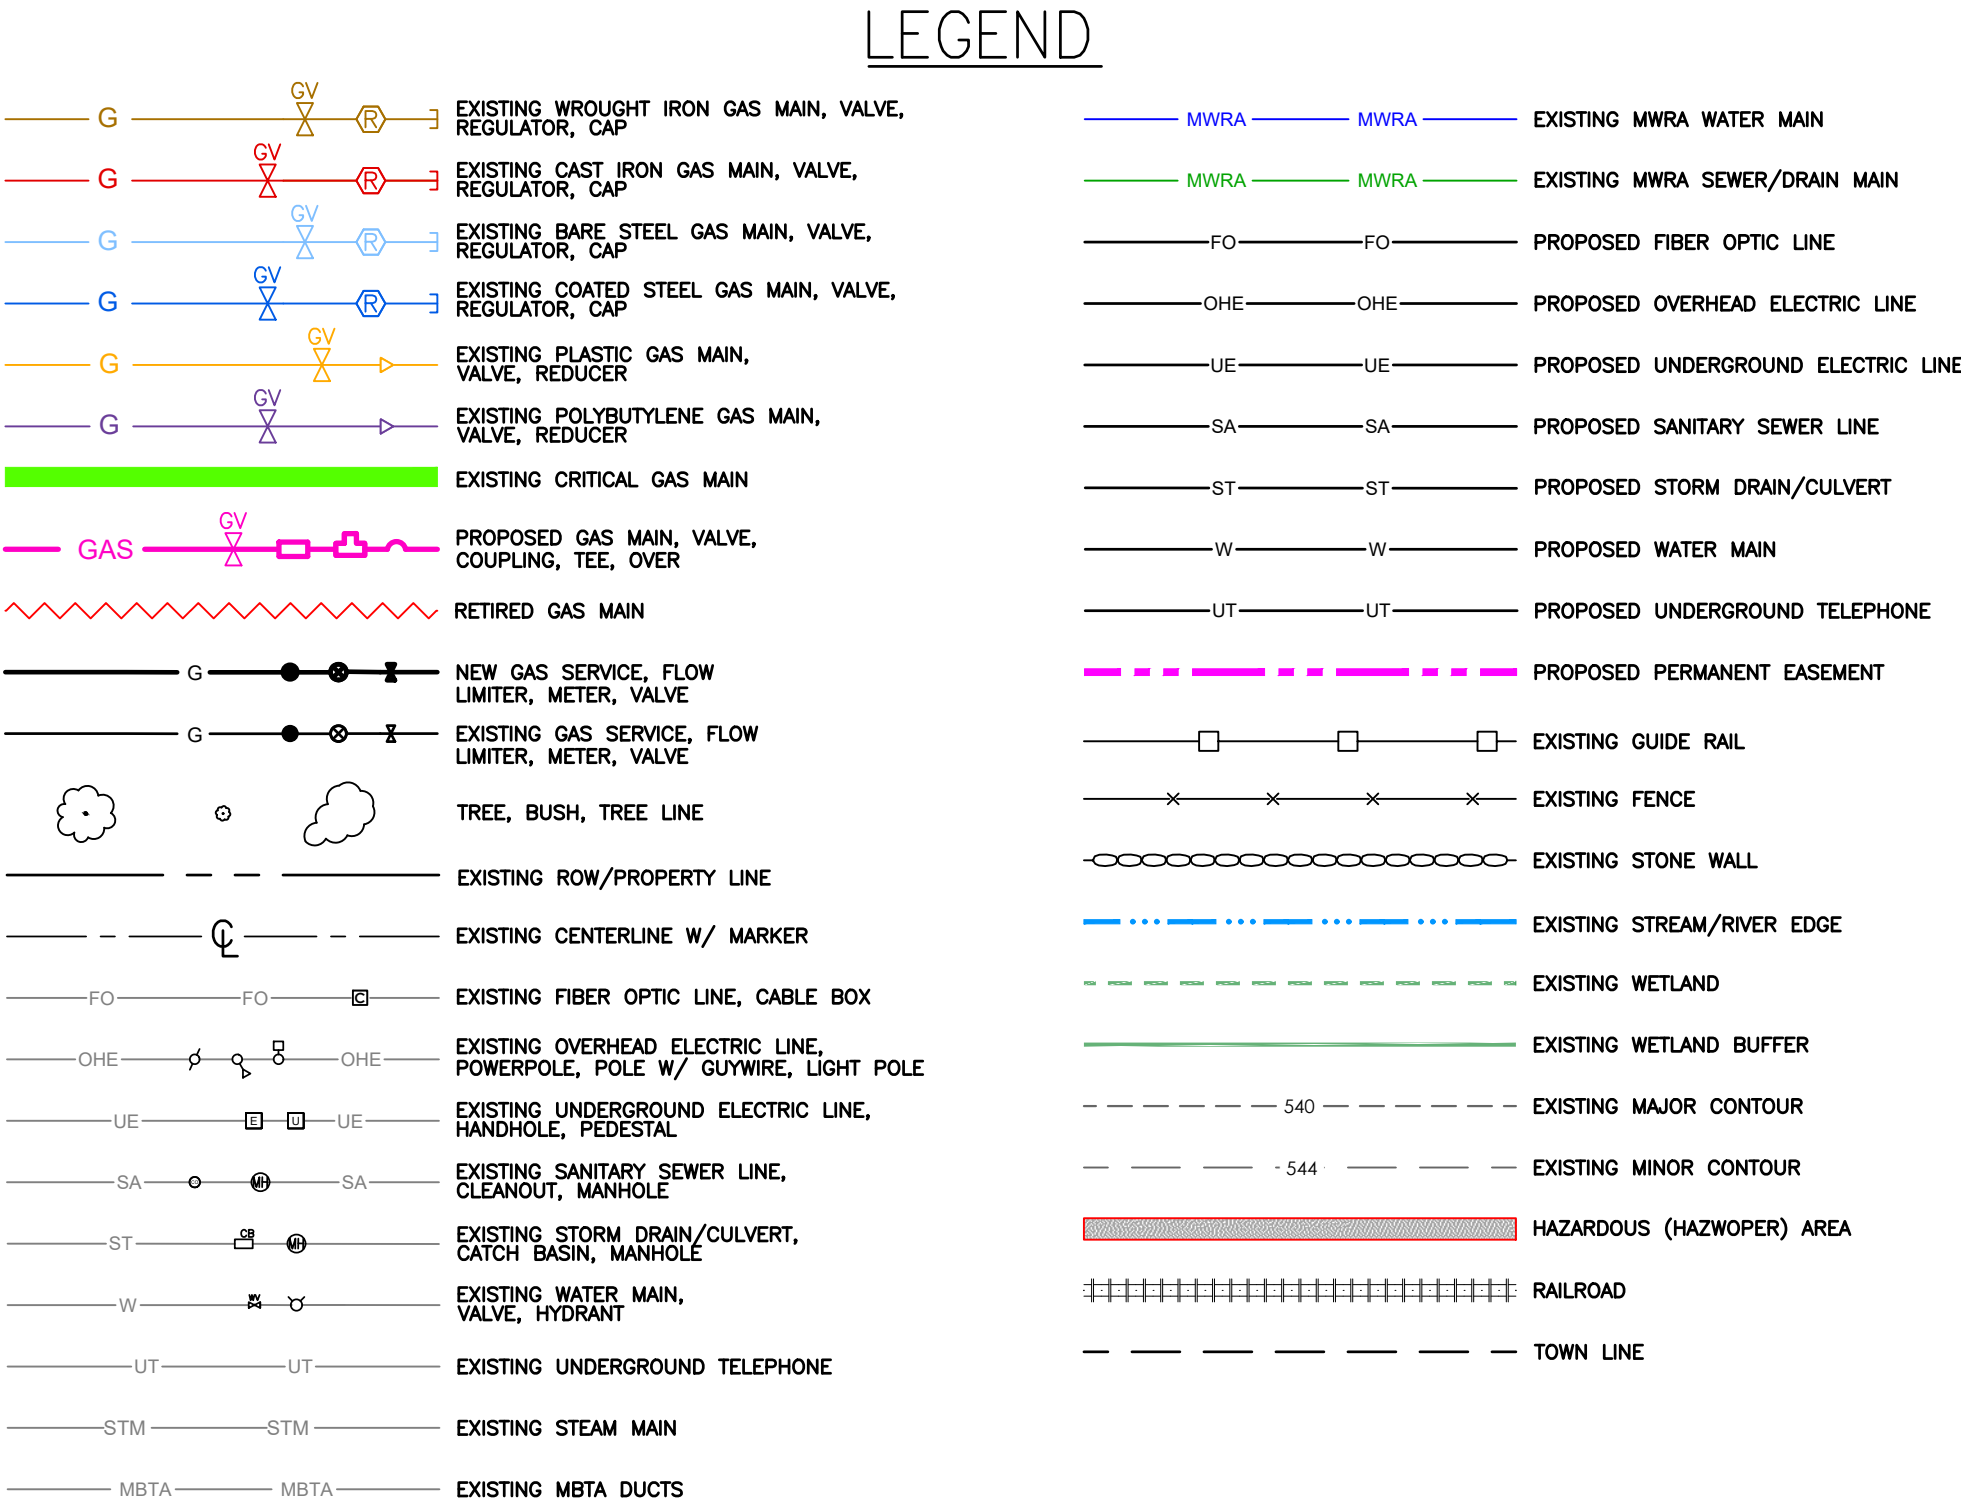 LEGEND
GV
G
R
EXISTING WROUGHT IRON GAS MAIN, VALVE,
REGULATOR, CAP
GV
G
R
EXISTING CAST IRON GAS MAIN, VALVE,
REGULATOR, CAP
GV
G
R
EXISTING BARE STEEL GAS MAIN, VALVE,
REGULATOR, CAP
GV
G
R
EXISTING COATED STEEL GAS MAIN, VALVE,
REGULATOR, CAP
GV
G
EXISTING PLASTIC GAS MAIN,
VALVE, REDUCER
GV
G
EXISTING POLYBUTYLENE GAS MAIN,
VALVE, REDUCER
EXISTING CRITICAL GAS MAIN
GV
GAS
PROPOSED GAS MAIN, VALVE,
COUPLING, TEE, OVER
RETIRED GAS MAIN
G
NEW GAS SERVICE, FLOW
LIMITER, METER, VALVE
G
EXISTING GAS SERVICE, FLOW
LIMITER, METER, VALVE
TREE, BUSH, TREE LINE
EXISTING ROW/PROPERTY LINE
CL
EXISTING CENTERLINE W/ MARKER
FO FO C
EXISTING FIBER OPTIC LINE, CABLE BOX
OHE OHE
EXISTING OVERHEAD ELECTRIC LINE,
POWERPOLE, POLE W/ GUYWIRE, LIGHT POLE
UE E U UE
EXISTING UNDERGROUND ELECTRIC LINE,
HANDHOLE, PEDESTAL
SA MH SA
EXISTING SANITARY SEWER LINE,
CLEANOUT, MANHOLE
CB
ST MH
EXISTING STORM DRAIN/CULVERT,
CATCH BASIN, MANHOLE
WV
W
EXISTING WATER MAIN,
VALVE, HYDRANT
UT UT
EXISTING UNDERGROUND TELEPHONE
STM STM
EXISTING STEAM MAIN
MBTA MBTA
EXISTING MBTA DUCTS
MWRA MWRA
EXISTING MWRA WATER MAIN
MWRA MWRA
EXISTING MWRA SEWER/DRAIN MAIN
FO FO
PROPOSED FIBER OPTIC LINE
OHE OHE
PROPOSED OVERHEAD ELECTRIC LINE
UE UE
PROPOSED UNDERGROUND ELECTRIC LINE
SA SA
PROPOSED SANITARY SEWER LINE
ST ST
PROPOSED STORM DRAIN/CULVERT
W W
PROPOSED WATER MAIN
UT UT
PROPOSED UNDERGROUND TELEPHONE
PROPOSED PERMANENT EASEMENT
EXISTING GUIDE RAIL
EXISTING FENCE
EXISTING STONE WALL
EXISTING STREAM/RIVER EDGE
EXISTING WETLAND
EXISTING WETLAND BUFFER
540
EXISTING MAJOR CONTOUR
544
EXISTING MINOR CONTOUR
HAZARDOUS (HAZWOPER) AREA
RAILROAD
TOWN LINE